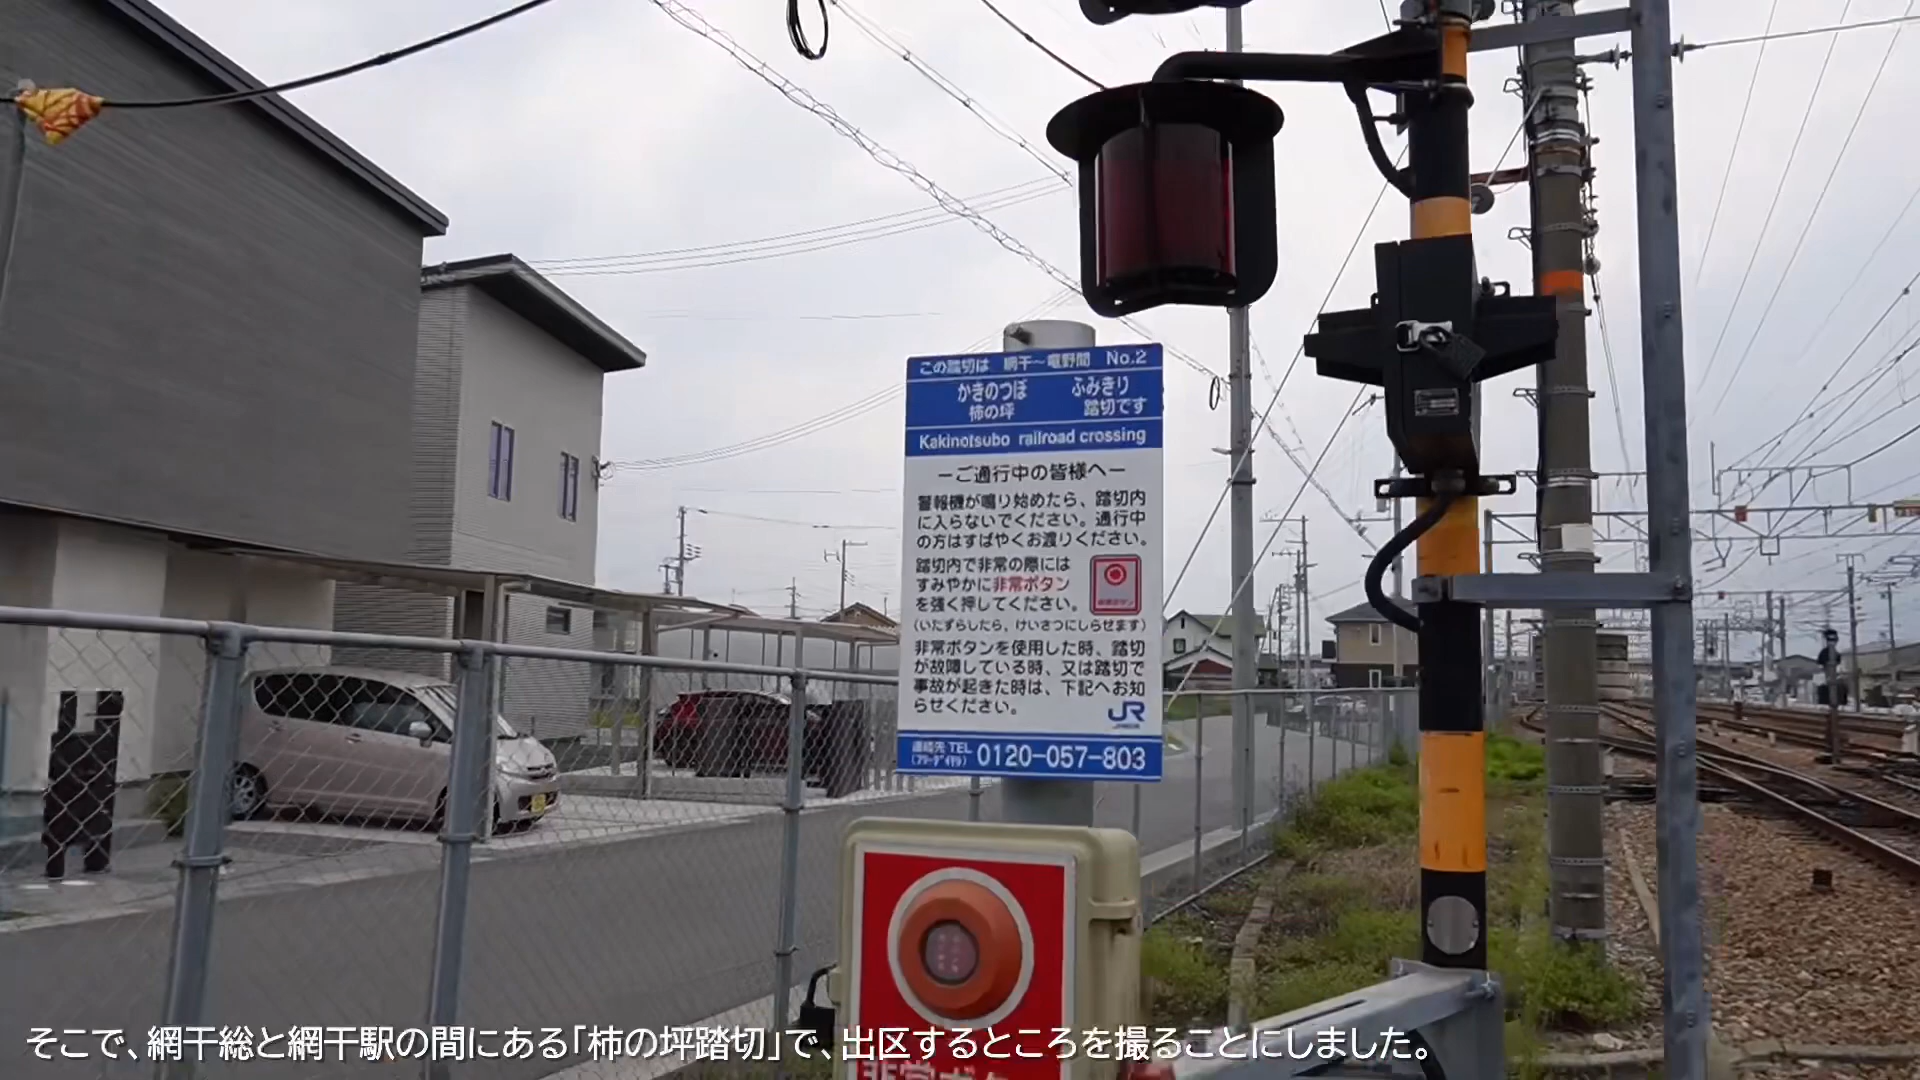 この踏切は 網干～竜野間 No.2
かきのつぼ ふみきり
柿の坪 踏切です
Kakinotsubo railroad crossing
ーご通行中の皆様へー
警報機が鳴り始めたら、踏切内
に入らないでください。通行中
の方はすばやくお渡りください。
踏切内で非常の際には
すみやかに非常ボタン
を強く押してください。
(いたずらしたら、けいさつにしらせます)
非常ボタンを使用した時、踏切
が故障している時、又は踏切で
事故が起きた時は、下記へお知
らせください。
JR
連絡先 TEL
(フリーダイヤル) 0120-057-803
そこで、網干総と網干駅の間にある「柿の坪踏切」で、出区するところを撮ることにしました。